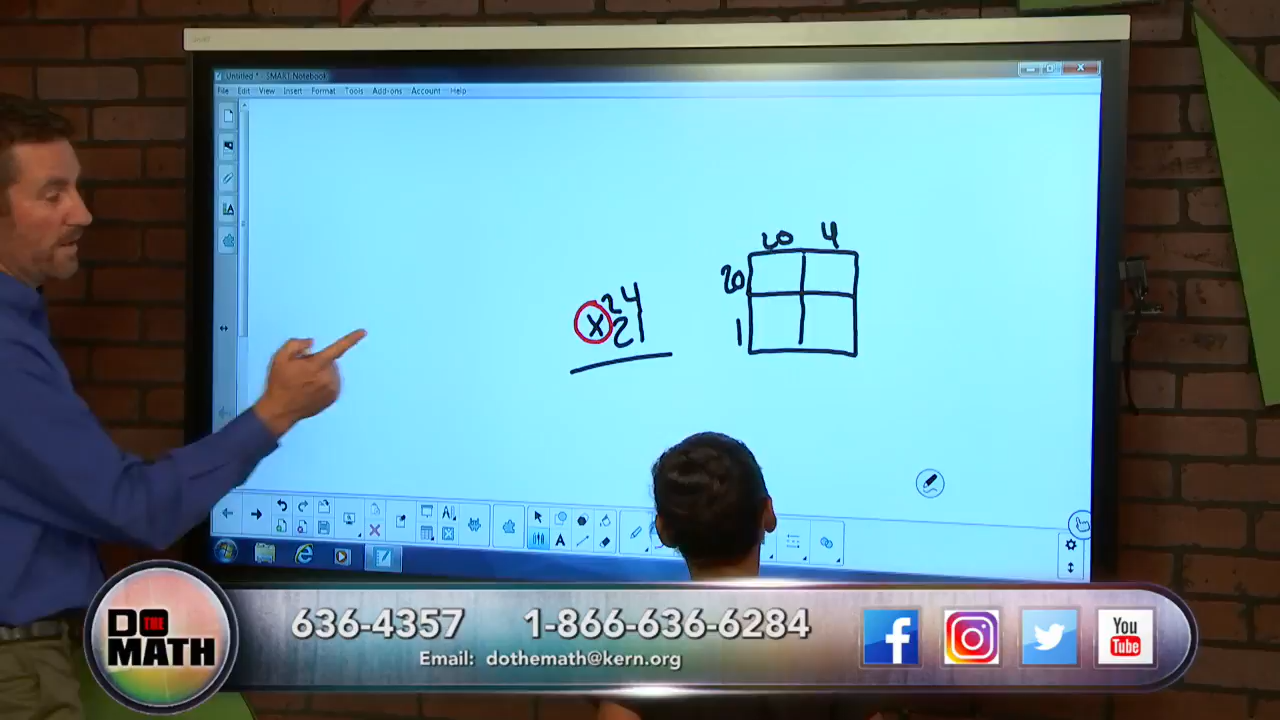 Untitled * - SMART Notebook
File Edit View Insert Format Tools Add-ons Account Help
20 4
20
1
24
x 21
A
A
DO THE MATH
636-4357 1-866-636-6284
Email: dothemath@kern.org
f
You Tube